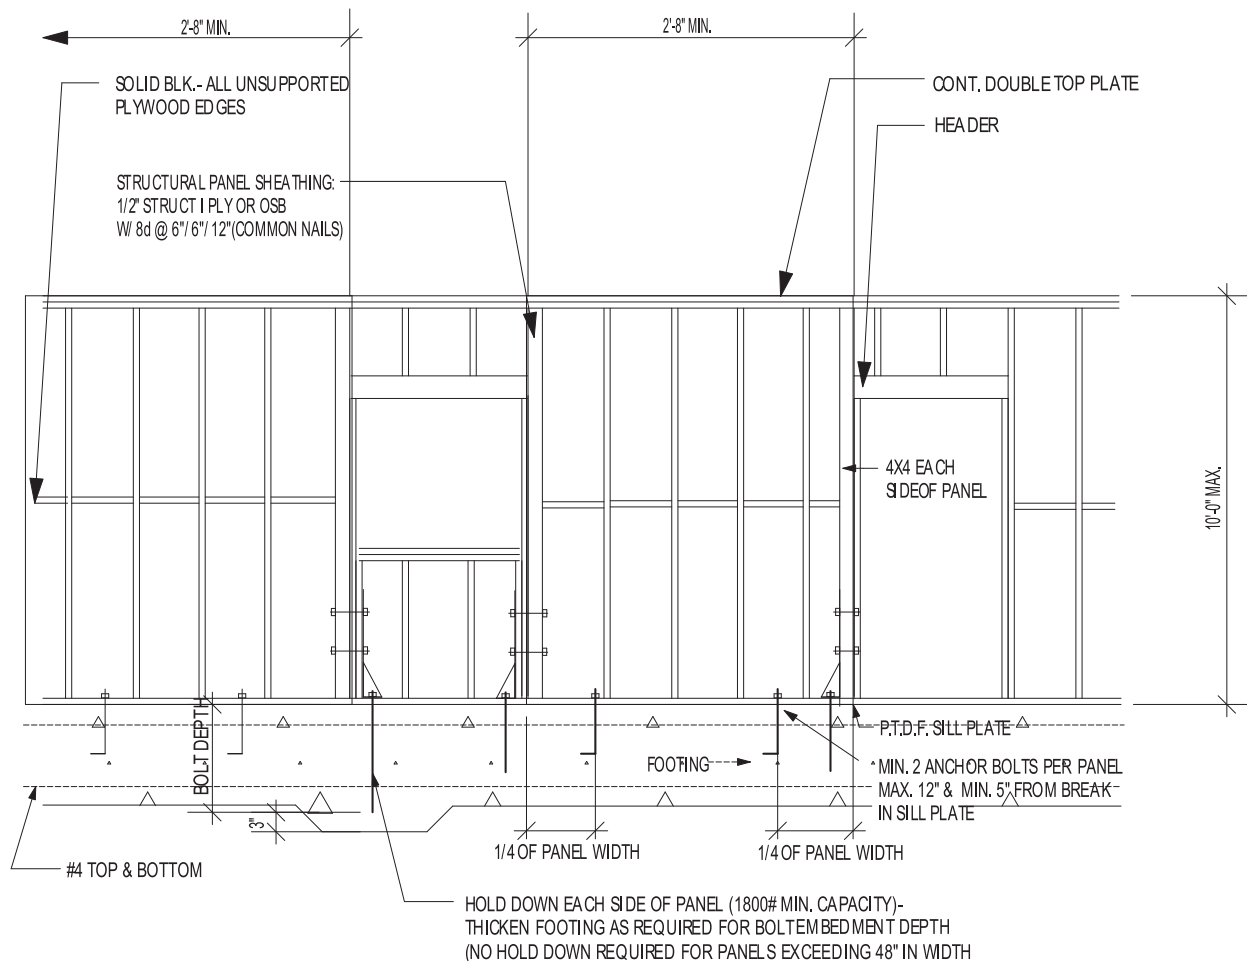 2'-8" MIN.
2'-8" MIN.
SOLID BLK.- ALL UNSUPPORTED
PLYWOOD EDGES
CONT. DOUBLE TOP PLATE
HEADER
STRUCTURAL PANEL SHEATHING:
1/2" STRUCT I PLY OR OSB
W/ 8d @ 6"/ 6"/ 12"(COMMON NAILS)
4X4 EACH
SIDEOF PANEL
10'-0" MAX.
BOLT DEPTH
P.T.D.F. SILL PLATE
FOOTING
MIN. 2 ANCHOR BOLTS PER PANEL
MAX. 12" & MIN. 5" FROM BREAK
IN SILL PLATE
3"
1/4 OF PANEL WIDTH
1/4 OF PANEL WIDTH
#4 TOP & BOTTOM
HOLD DOWN EACH SIDE OF PANEL (1800# MIN. CAPACITY)-
THICKEN FOOTING AS REQUIRED FOR BOLTEMBEDMENT DEPTH
(NO HOLD DOWN REQUIRED FOR PANELS EXCEEDING 48" IN WIDTH